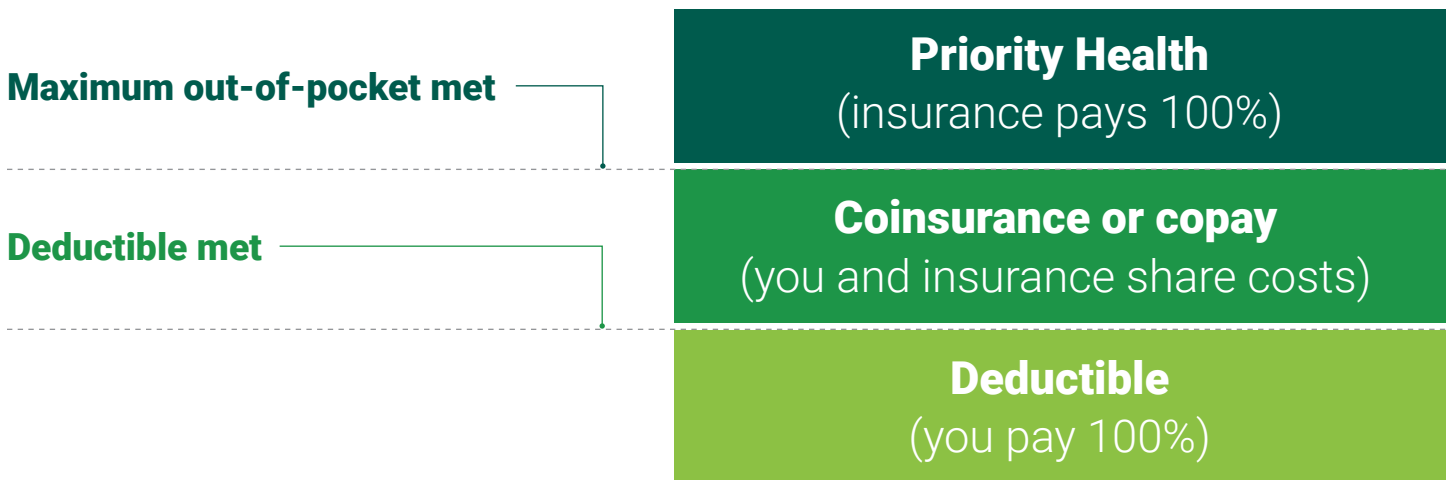 Maximum out-of-pocket met
Priority Health
(insurance pays 100%)
Deductible met
Coinsurance or copay
(you and insurance share costs)
Deductible
(you pay 100%)